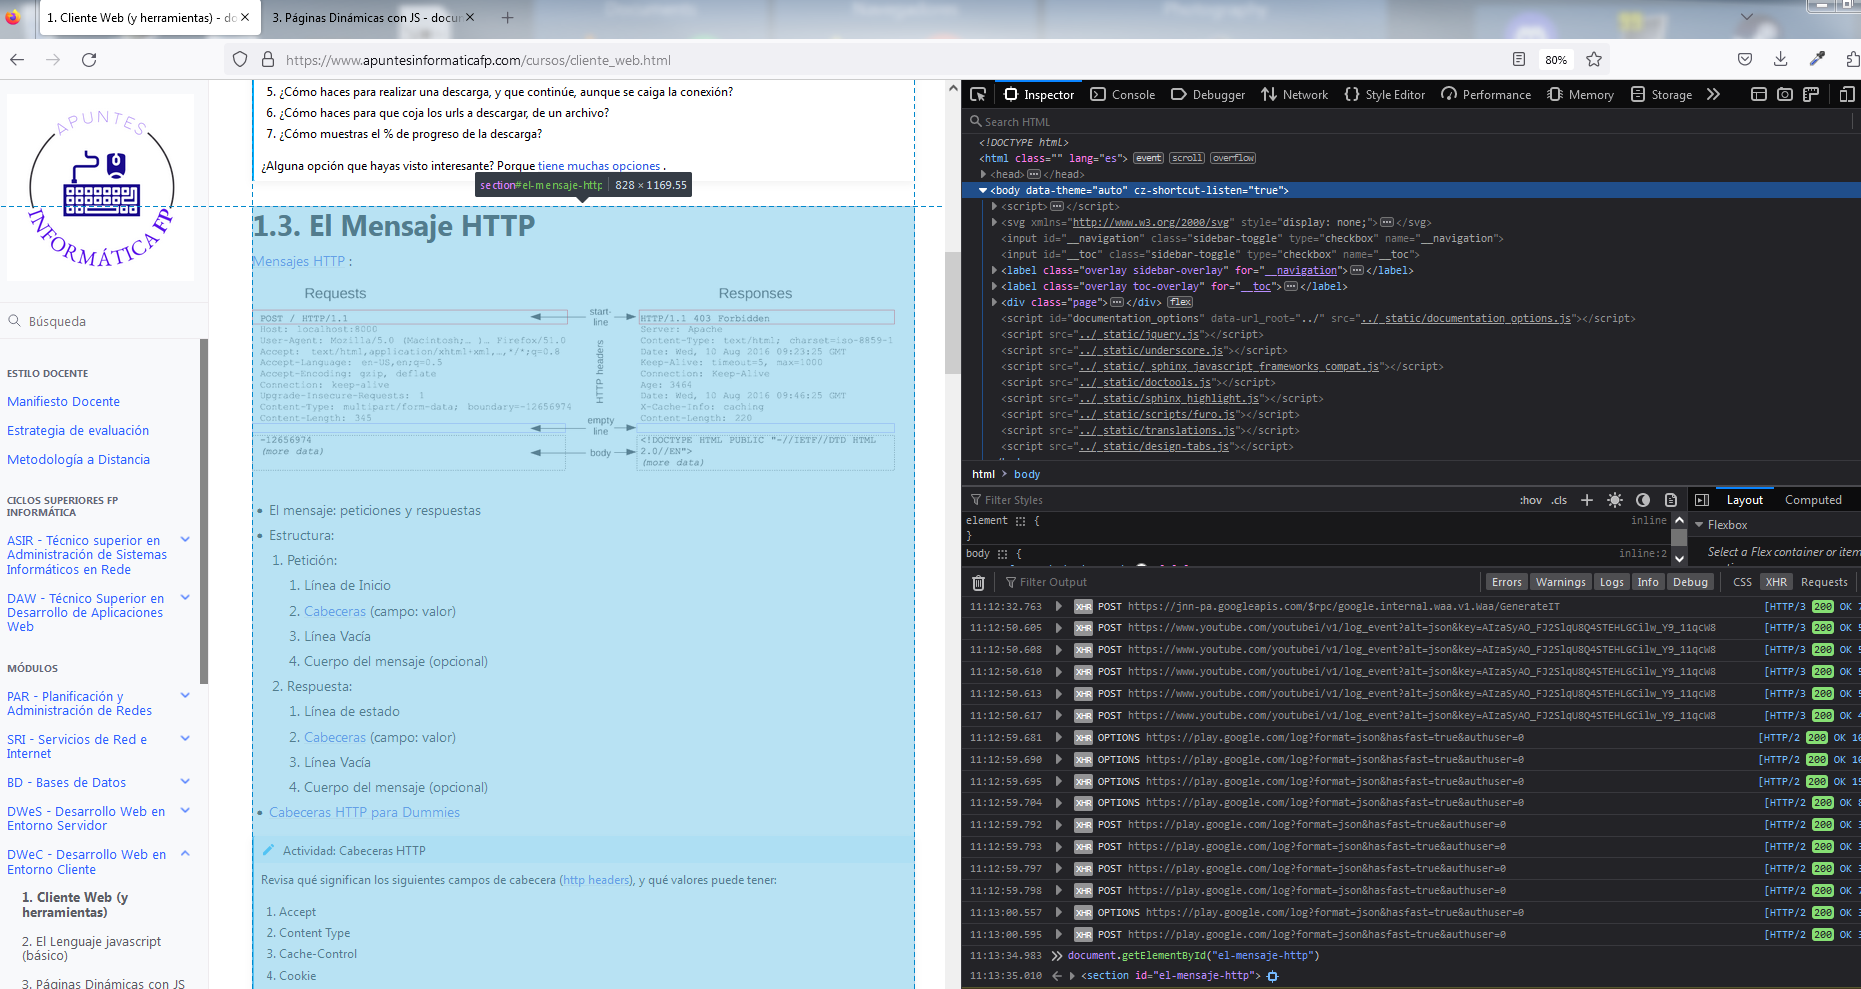 1. Cliente Web (y herramientas) - do
3. Páginas Dinámicas con JS - docum
https://www.apuntesinformaticafp.com/cursos/cliente_web.html
80%
APUNTES
INFORMÁTICA FP
Búsqueda
ESTILO DOCENTE
Manifiesto Docente
Estrategia de evaluación
Metodología a Distancia
CICLOS SUPERIORES FP
INFORMÁTICA
ASIR - Técnico superior en
Administración de Sistemas
Informáticos en Rede
DAW - Técnico Superior en
Desarrollo de Aplicaciones
Web
MÓDULOS
PAR - Planificación y
Administración de Redes
SRI - Servicios de Red e
Internet
BD - Bases de Datos
DWeS - Desarrollo Web en
Entorno Servidor
DWeC - Desarrollo Web en
Entorno Cliente
1. Cliente Web (y
herramientas)
2. El Lenguaje javascript
(básico)
3. Páginas Dinámicas con JS
5. ¿Cómo haces para realizar una descarga, y que continúe, aunque se caiga la conexión?
6. ¿Cómo haces para que coja los urls a descargar, de un archivo?
7. ¿Cómo muestras el % de progreso de la descarga?
¿Alguna opción que hayas visto interesante? Porque tiene muchas opciones .
section#el-mensaje-http 828 × 1169.55
1.3. El Mensaje HTTP
Mensajes HTTP :
Requests
POST / HTTP/1.1
Host: localhost:8000
User-Agent: Mozilla/5.0 (Macintosh;… )… Firefox/51.0
Accept: text/html,application/xhtml+xml,…,*/*;q=0.8
Accept-Language: en-US,en;q=0.5
Accept-Encoding: gzip, deflate
Connection: keep-alive
Upgrade-Insecure-Requests: 1
Content-Type: multipart/form-data; boundary=-12656974
Content-Length: 345
-12656974
(more data)
start-
line
HTTP headers
empty
line
body
Responses
HTTP/1.1 403 Forbidden
Server: Apache
Content-Type: text/html; charset=iso-8859-1
Date: Wed, 10 Aug 2016 09:23:25 GMT
Keep-Alive: timeout=5, max=1000
Connection: Keep-Alive
Age: 3464
Date: Wed, 10 Aug 2016 09:46:25 GMT
X-Cache-Info: caching
Content-Length: 220
<!DOCTYPE HTML PUBLIC "-//IETF//DTD HTML
2.0//EN">
(more data)
• El mensaje: peticiones y respuestas
• Estructura:
1. Petición:
1. Línea de Inicio
2. Cabeceras (campo: valor)
3. Línea Vacía
4. Cuerpo del mensaje (opcional)
2. Respuesta:
1. Línea de estado
2. Cabeceras (campo: valor)
3. Línea Vacía
4. Cuerpo del mensaje (opcional)
• Cabeceras HTTP para Dummies
Actividad: Cabeceras HTTP
Revisa qué significan los siguientes campos de cabecera (http headers), y qué valores puede tener:
1. Accept
2. Content Type
3. Cache-Control
4. Cookie
Inspector Console Debugger Network Style Editor Performance Memory Storage
Search HTML
<!DOCTYPE html>
<html class="" lang="es"> event scroll overflow
<head></head>
<body data-theme="auto" cz-shortcut-listen="true">
<script></script>
<svg xmlns="http://www.w3.org/2000/svg" style="display: none;"></svg>
<input id="__navigation" class="sidebar-toggle" type="checkbox" name="__navigation">
<input id="__toc" class="sidebar-toggle" type="checkbox" name="__toc">
<label class="overlay sidebar-overlay" for="__navigation"></label>
<label class="overlay toc-overlay" for="__toc"></label>
<div class="page"></div> flex
<script id="documentation_options" data-url_root="../" src="../_static/documentation_options.js"></script>
<script src="../_static/jquery.js"></script>
<script src="../_static/underscore.js"></script>
<script src="../_static/_sphinx_javascript_frameworks_compat.js"></script>
<script src="../_static/doctools.js"></script>
<script src="../_static/sphinx_highlight.js"></script>
<script src="../_static/scripts/furo.js"></script>
<script src="../_static/translations.js"></script>
<script src="../_static/design-tabs.js"></script>
html > body
Filter Styles :hov .cls +
element { inline
}
body { inline:2
Layout Computed
Flexbox
Select a Flex container or item
Filter Output Errors Warnings Logs Info Debug CSS XHR Requests
11:12:32.763 XHR POST https://jnn-pa.googleapis.com/$rpc/google.internal.waa.v1.Waa/GenerateIT [HTTP/3 200 OK 7
11:12:50.605 XHR POST https://www.youtube.com/youtubei/v1/log_event?alt=json&key=AIzaSyAO_FJ2SlqU8Q4STEHLGCilw_Y9_11qcW8 [HTTP/3 200 OK 5
11:12:50.608 XHR POST https://www.youtube.com/youtubei/v1/log_event?alt=json&key=AIzaSyAO_FJ2SlqU8Q4STEHLGCilw_Y9_11qcW8 [HTTP/3 200 OK 5
11:12:50.610 XHR POST https://www.youtube.com/youtubei/v1/log_event?alt=json&key=AIzaSyAO_FJ2SlqU8Q4STEHLGCilw_Y9_11qcW8 [HTTP/3 200 OK 5
11:12:50.613 XHR POST https://www.youtube.com/youtubei/v1/log_event?alt=json&key=AIzaSyAO_FJ2SlqU8Q4STEHLGCilw_Y9_11qcW8 [HTTP/3 200 OK 5
11:12:50.617 XHR POST https://www.youtube.com/youtubei/v1/log_event?alt=json&key=AIzaSyAO_FJ2SlqU8Q4STEHLGCilw_Y9_11qcW8 [HTTP/3 200 OK 4
11:12:59.681 XHR OPTIONS https://play.google.com/log?format=json&hasfast=true&authuser=0 [HTTP/2 200 OK 10
11:12:59.690 XHR OPTIONS https://play.google.com/log?format=json&hasfast=true&authuser=0 [HTTP/2 200 OK 10
11:12:59.695 XHR OPTIONS https://play.google.com/log?format=json&hasfast=true&authuser=0 [HTTP/2 200 OK 15
11:12:59.704 XHR OPTIONS https://play.google.com/log?format=json&hasfast=true&authuser=0 [HTTP/2 200 OK 8
11:12:59.792 XHR POST https://play.google.com/log?format=json&hasfast=true&authuser=0 [HTTP/2 200 OK 3
11:12:59.793 XHR POST https://play.google.com/log?format=json&hasfast=true&authuser=0 [HTTP/2 200 OK 3
11:12:59.797 XHR POST https://play.google.com/log?format=json&hasfast=true&authuser=0 [HTTP/2 200 OK 3
11:12:59.798 XHR POST https://play.google.com/log?format=json&hasfast=true&authuser=0 [HTTP/2 200 OK 7
11:13:00.557 XHR OPTIONS https://play.google.com/log?format=json&hasfast=true&authuser=0 [HTTP/2 200 OK 3
11:13:00.595 XHR POST https://play.google.com/log?format=json&hasfast=true&authuser=0 [HTTP/2 200 OK 3
11:13:34.983 document.getElementById("el-mensaje-http")
11:13:35.010 <section id="el-mensaje-http">